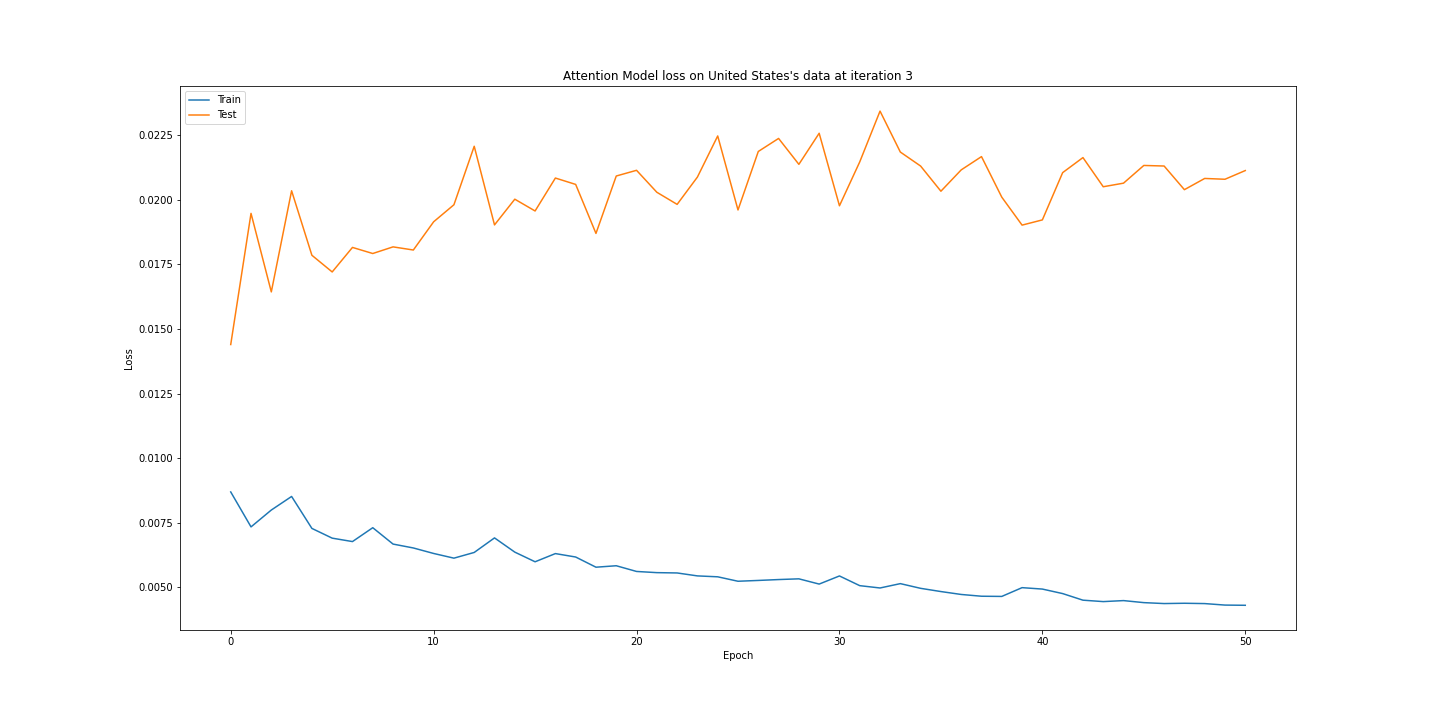 Attention Model loss on United States's data at iteration 3
Train
Test
0.0225
0.0200
0.0175
0.0150
0.0125
0.0100
0.0075
0.0050
Loss
0 10 20 30 40 50
Epoch